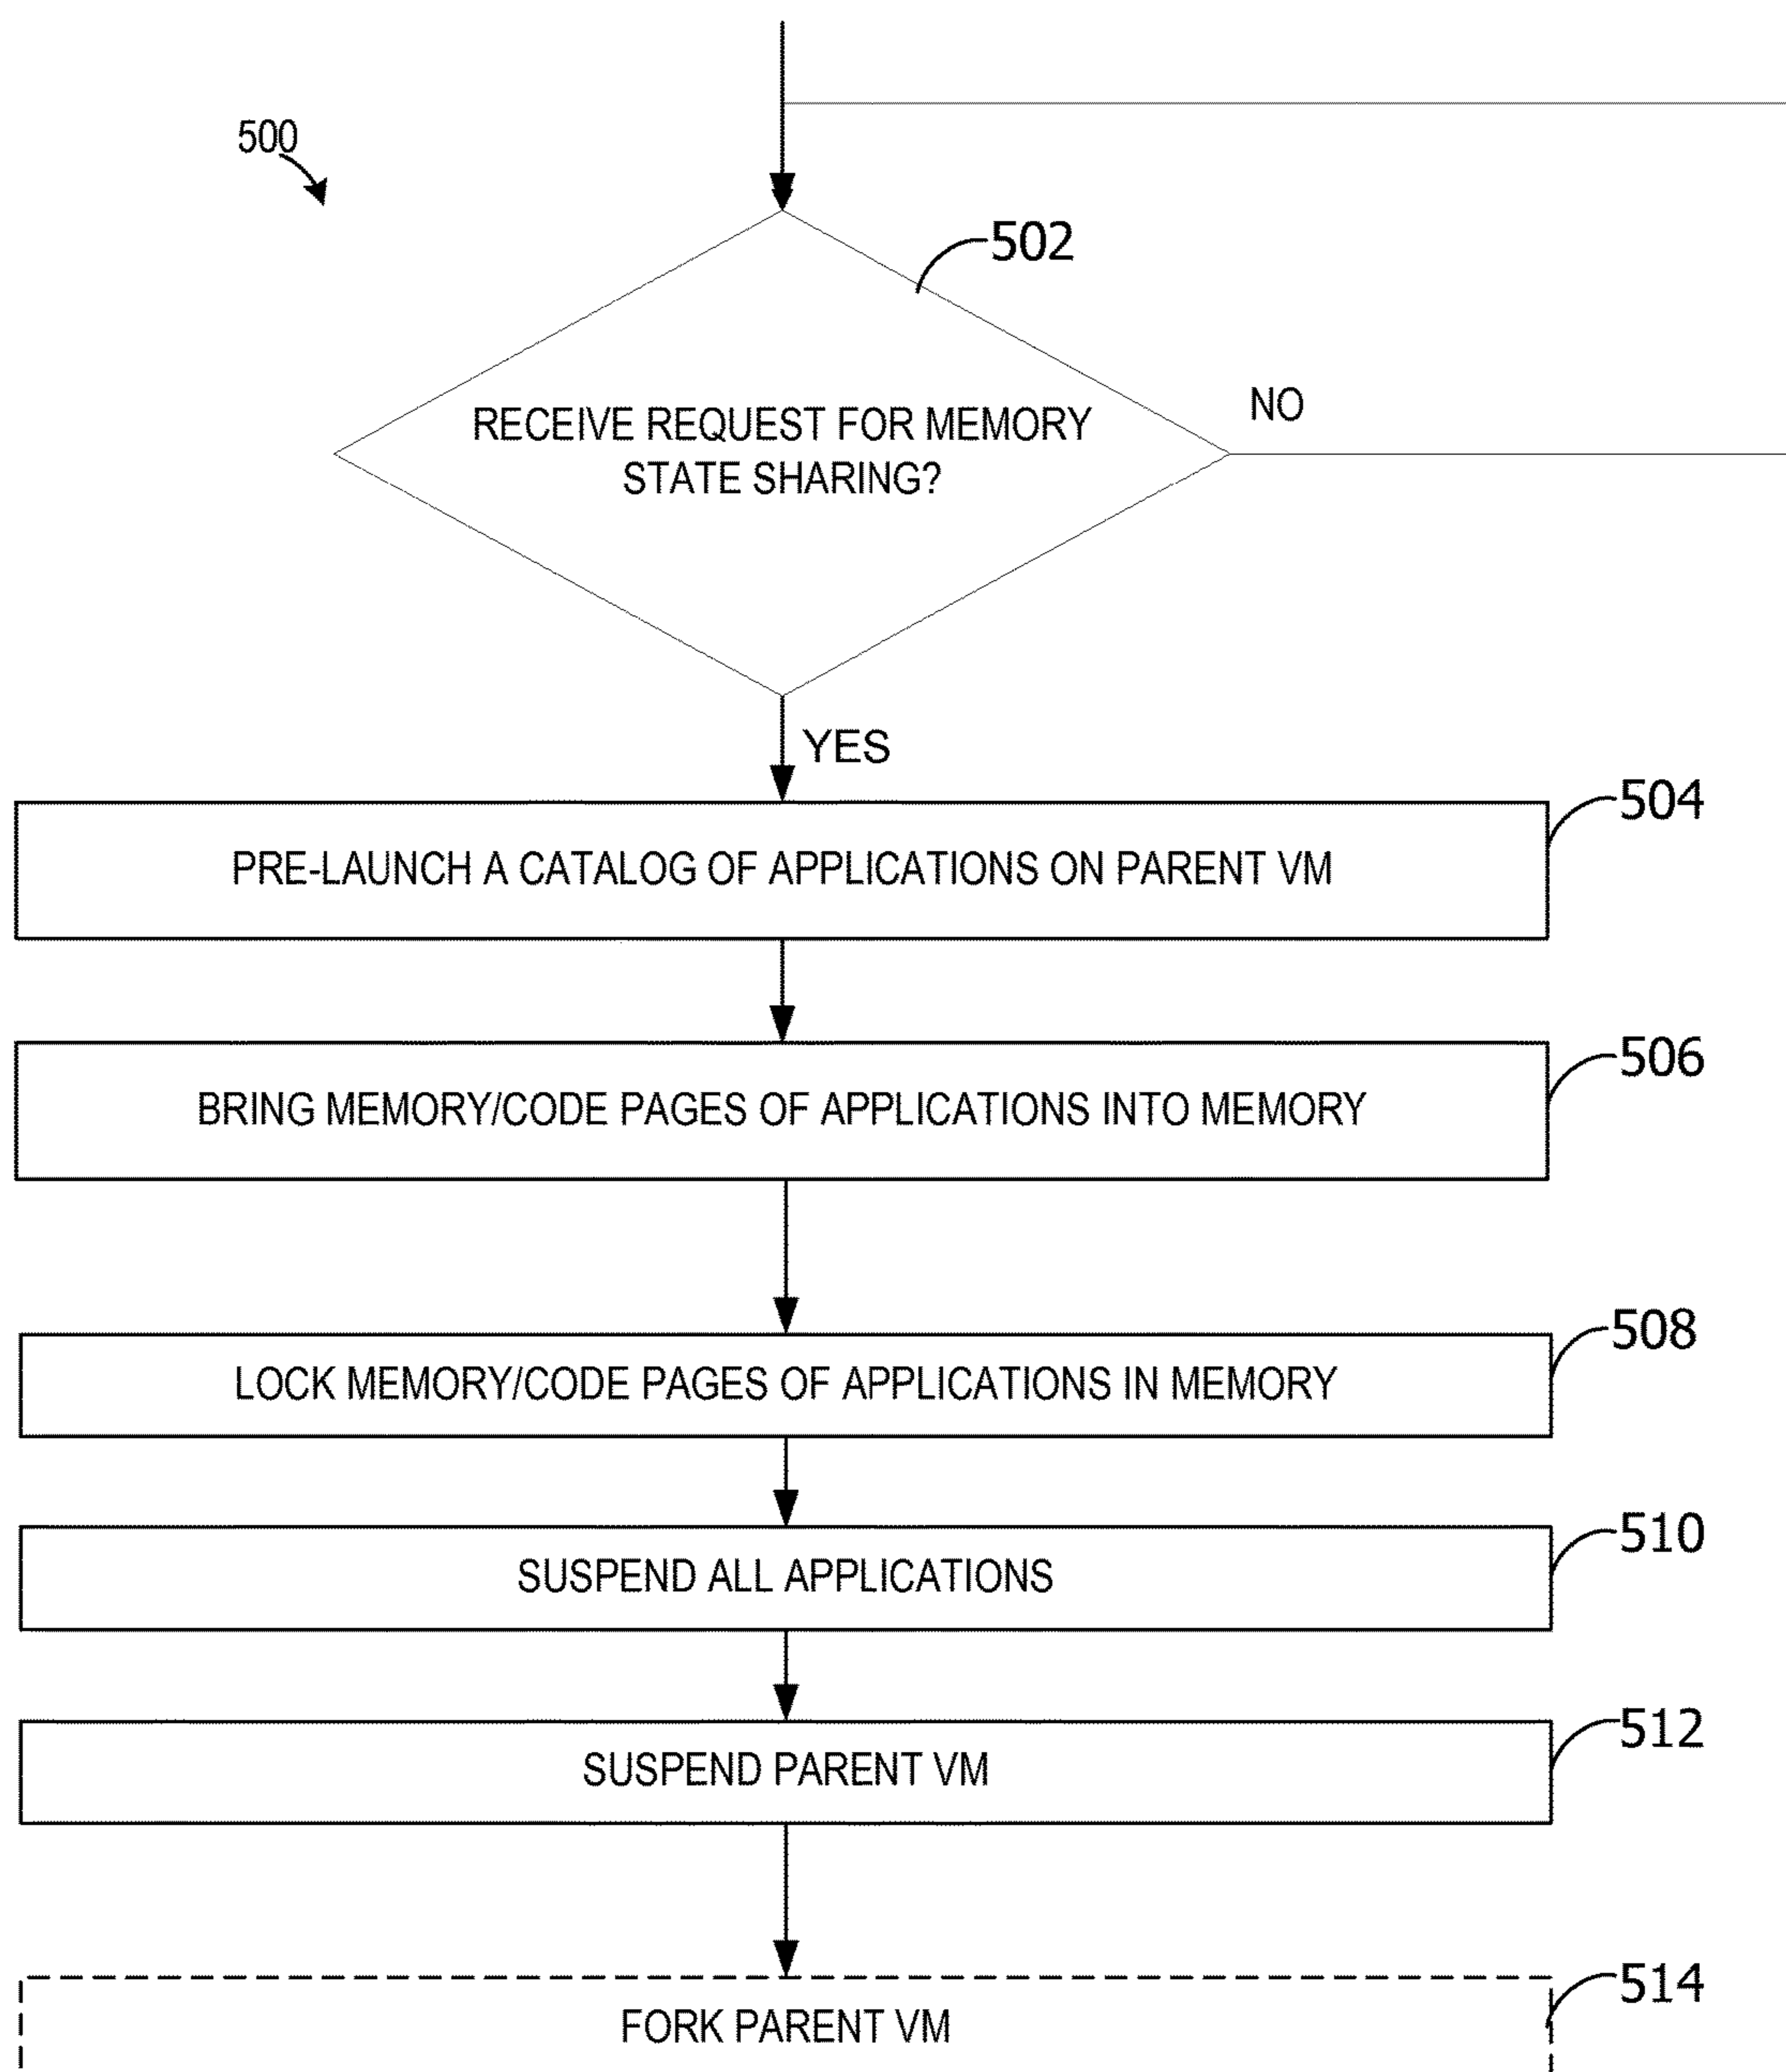 500
502
RECEIVE REQUEST FOR MEMORY
STATE SHARING?
NO
YES
504
PRE-LAUNCH A CATALOG OF APPLICATIONS ON PARENT VM
506
BRING MEMORY/CODE PAGES OF APPLICATIONS INTO MEMORY
508
LOCK MEMORY/CODE PAGES OF APPLICATIONS IN MEMORY
510
SUSPEND ALL APPLICATIONS
512
SUSPEND PARENT VM
514
FORK PARENT VM